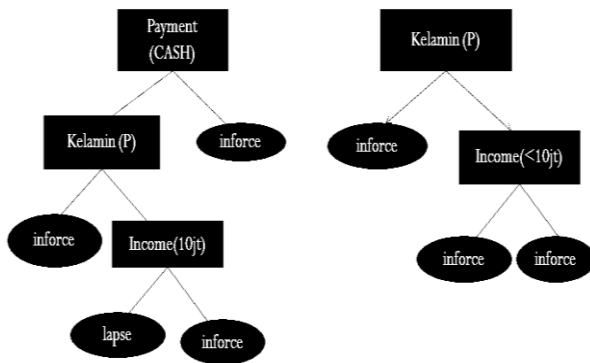 Payment
(CASH)
Kelamin (P)
Kelamin (P)
inforce
inforce
Income(<10jt)
inforce
Income(10jt)
inforce
inforce
lapse
inforce